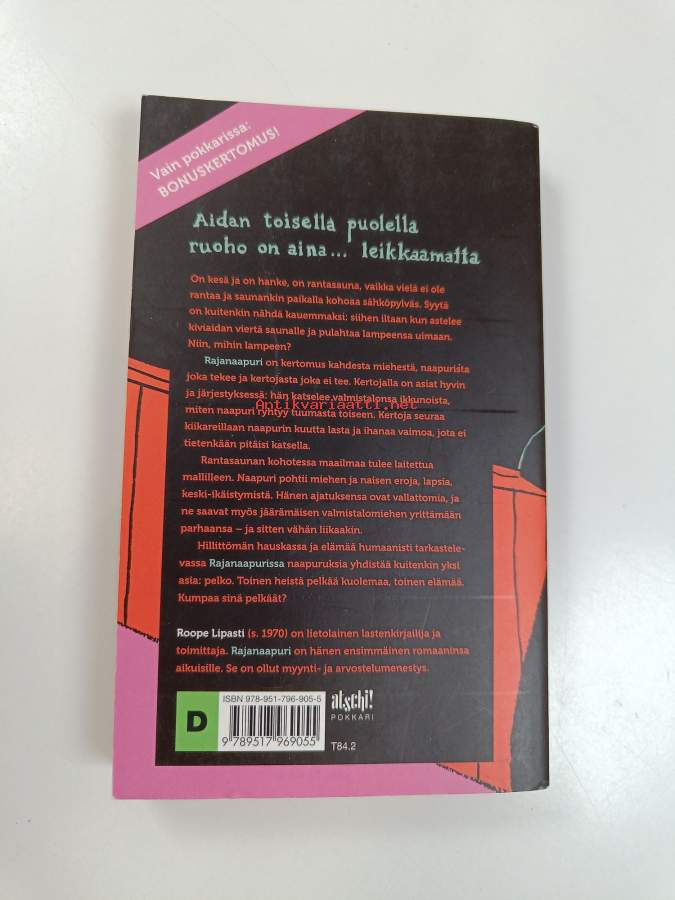 Vain pokkarissa:
BONUSKERTOMUS!
Aidan toisella puolella
ruoho on aina... leikkaamatta
On kesä ja on hanke, on rantasauna, vaikka vielä ei ole
rantaa ja saunankin paikalla kohoaa sähköpylväs. Syytä
on kuitenkin nähdä kauemmaksi: siihen iltaan kun astelee
kiviaidan viertä saunalle ja pulahtaa lampeensa uimaan.
Niin, mihin lampeen?
Rajanaapuri on kertomus kahdesta miehestä, naapurista
joka tekee ja kertojasta joka ei tee. Kertojalla on asiat hyvin
ja järjestyksessä: hän katselee valmistalonsa ikkunoista,
Antikvariaatti.net
miten naapuri ryhtyy tuumasta toiseen. Kertoja seuraa
kiikareillaan naapurin kuutta lasta ja ihanaa vaimoa, jota ei
tietenkään pitäisi katsella.
Rantasaunan kohotessa maailmaa tulee laitettua
mallilleen. Naapuri pohtii miehen ja naisen eroja, lapsia,
keski-ikäistymistä. Hänen ajatuksensa ovat vallattomia, ja
ne saavat myös jäärämäisen valmistalomiehen yrittämään
parhaansa – ja sitten vähän liikaakin.
Hillittömän hauskassa ja elämää humaanisti tarkastele-
vassa Rajanaapurissa naapuruksia yhdistää kuitenkin yksi
asia: pelko. Toinen heistä pelkää kuolemaa, toinen elämää.
Kumpaa sinä pelkäät?
Roope Lipasti (s. 1970) on lietolainen lastenkirjailija ja
toimittaja. Rajanaapuri on hänen ensimmäinen romaaninsa
aikuisille. Se on ollut myynti- ja arvostelumenestys.
D
ISBN 978-951-796-905-5
9 789517 969055
atschi!
POKKARI
T84.2